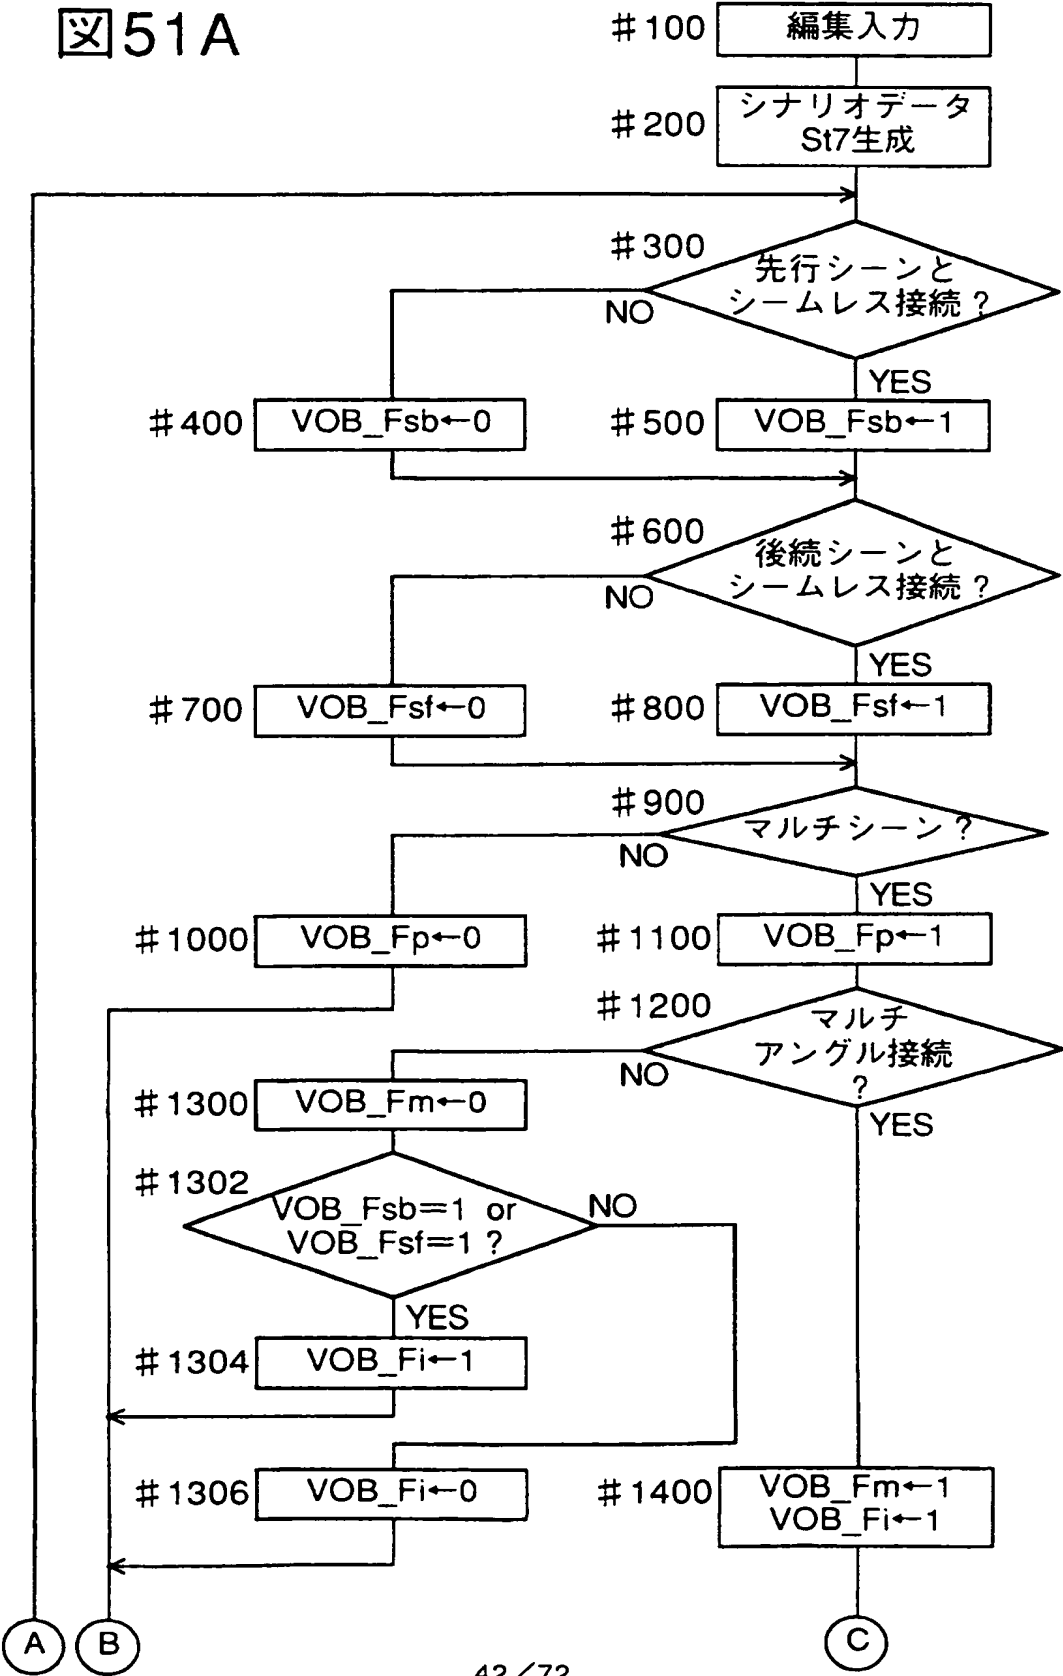 図51A
#100
編集入力
#200
シナリオデータ
St7生成
#300
先行シーンと
シームレス接続?
NO
YES
#400
VOB_Fsb←0
#500
VOB_Fsb←1
#600
後続シーンと
シームレス接続?
NO
YES
#700
VOB_Fsf←0
#800
VOB_Fsf←1
#900
マルチシーン?
NO
YES
#1000
VOB_Fp←0
#1100
VOB_Fp←1
#1200
マルチ
アングル接続
?
NO
YES
#1300
VOB_Fm←0
#1302
VOB_Fsb=1 or
VOB_Fsf=1 ?
NO
YES
#1304
VOB_Fi←1
#1306
VOB_Fi←0
#1400
VOB_Fm←1
VOB_Fi←1
A
B
C
42/72